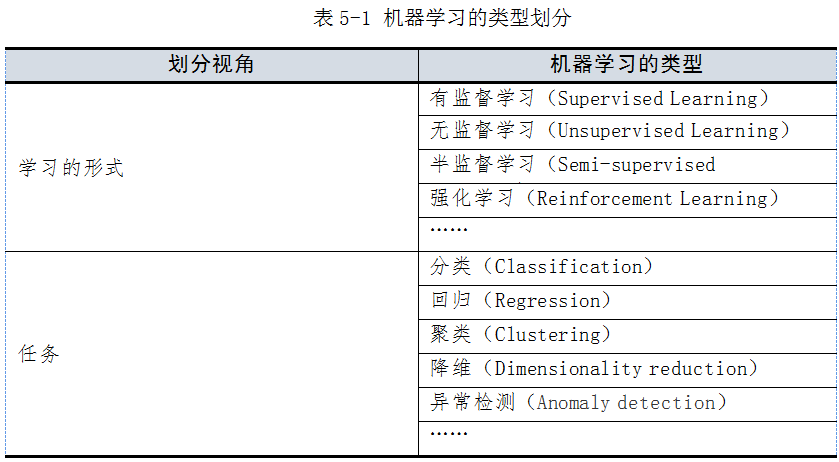 表 5-1 机器学习的类型划分
划分视角 机器学习的类型
学习的形式
有监督学习（Supervised Learning）
无监督学习（Unsupervised Learning）
半监督学习（Semi-supervised
强化学习（Reinforcement Learning）
……
任务
分类（Classification）
回归（Regression）
聚类（Clustering）
降维（Dimensionality reduction）
异常检测（Anomaly detection）
……